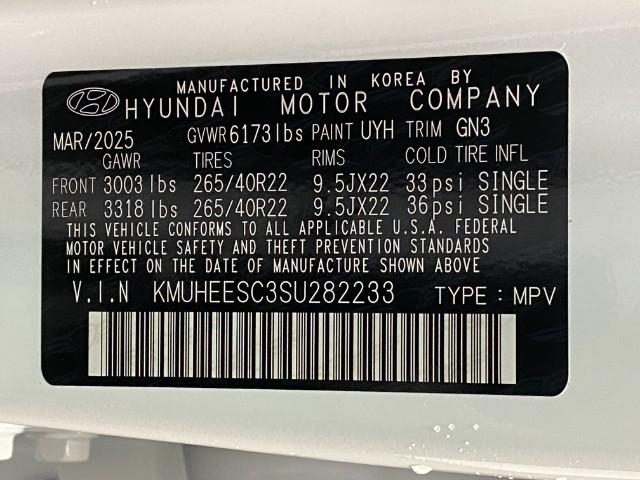 MANUFACTURED IN KOREA BY
HYUNDAI MOTOR COMPANY
MAR/2025 GVWR 6173 lbs PAINT UYH TRIM GN3
GAWR TIRES RIMS COLD TIRE INFL
FRONT 3003 lbs 265/40R22 9.5JX22 33 psi SINGLE
REAR 3318 lbs 265/40R22 9.5JX22 36 psi SINGLE
THIS VEHICLE CONFORMS TO ALL APPLICABLE U.S.A. FEDERAL
MOTOR VEHICLE SAFETY AND THEFT PREVENTION STANDARDS
IN EFFECT ON THE DATE OF MANUFACTURE SHOWN ABOVE
V.I.N KMUHEESC3SU282233 TYPE : MPV